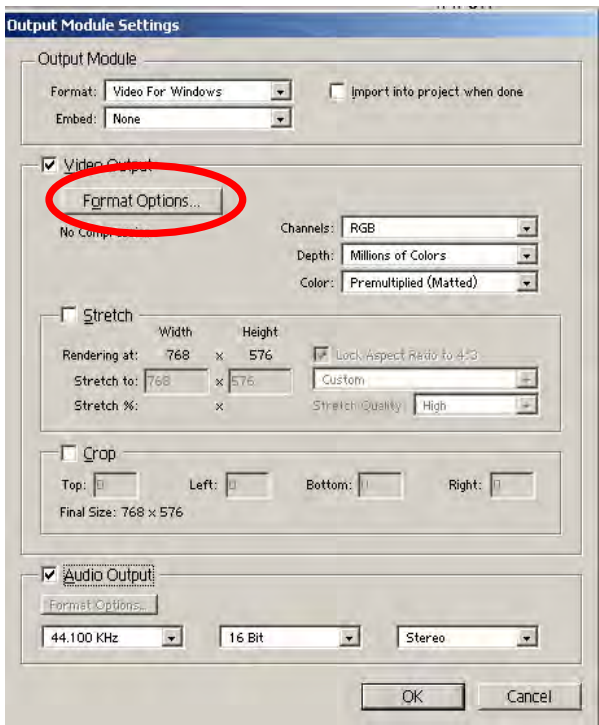 Output Module Settings
Output Module
Format: Video For Windows Import into project when done
Embed: None
Video Output
Format Options...
No Channels: RGB
Depth: Millions of Colors
Color: Premultiplied (Matted)
Stretch
Width Height
Rendering at: 768 x 576 Lock Aspect Ratio to 4:3
Stretch to: 768 x 576 Custom
Stretch %: x Stretch Quality: High
Crop
Top: 0 Left: 0 Bottom: 0 Right: 0
Final Size: 768 x 576
Audio Output
Format Options...
44.100 KHz 16 Bit Stereo
OK Cancel